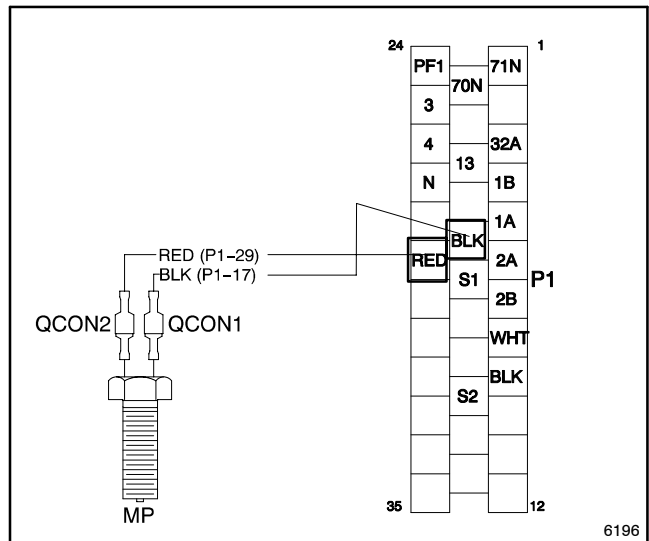 24
1
PF1
71N
70N
3
4
32A
13
N
1B
1A
BLK
RED (P1-29)
RED
2A
BLK (P1-17)
S1
P1
2B
QCON2
QCON1
WHT
BLK
S2
35
12
MP
6196